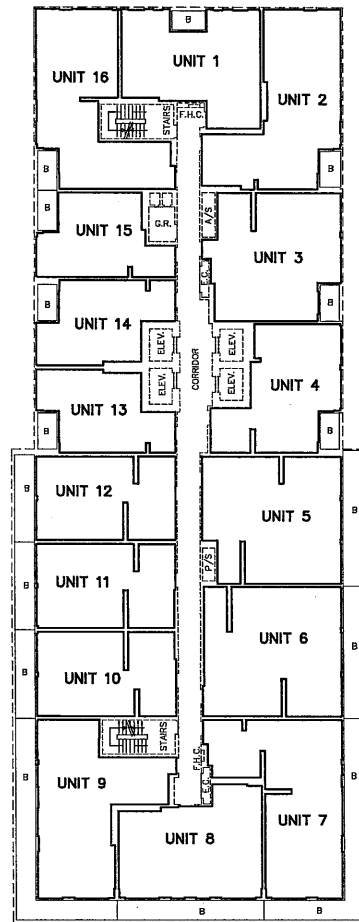 B
UNIT 16
UNIT 1
UNIT 2
STAIRS
F.H.C.
B
B
B
UNIT 15
G.R.
A/S
UNIT 3
E.C.
B
B
UNIT 14
ELEV.
ELEV.
CORRIDOR
ELEV.
ELEV.
UNIT 4
UNIT 13
B
B
B
UNIT 12
UNIT 5
B
B
UNIT 11
P/S
UNIT 6
B
B
UNIT 10
STAIRS
F.H.C.
E.C.
B
UNIT 9
B
UNIT 8
UNIT 7
B
B